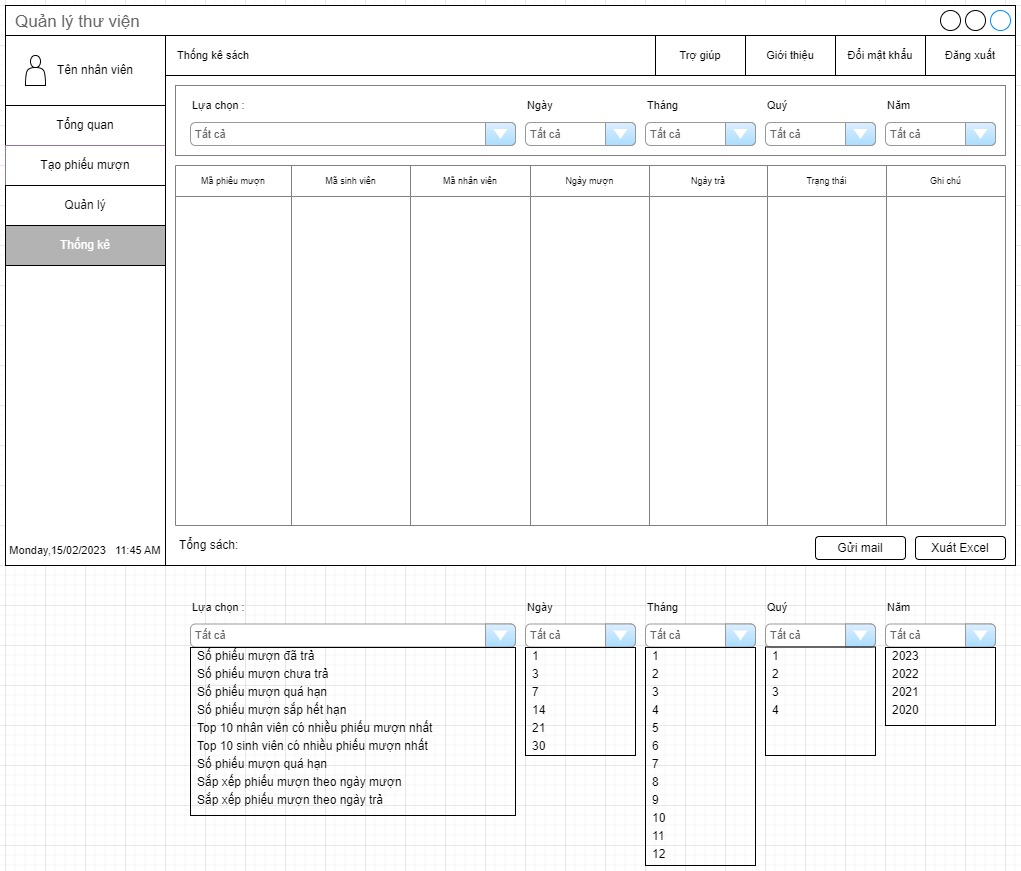 Quản lý thư viện
Tên nhân viên
Thống kê sách
Trợ giúp
Giới thiệu
Đổi mật khẩu
Đăng xuất
Tổng quan
Tạo phiếu mượn
Quản lý
Thống kê
Lựa chọn :
Ngày
Tháng
Quý
Năm
Tất cả
Tất cả
Tất cả
Tất cả
Tất cả
Mã phiếu mượn
Mã sinh viên
Mã nhân viên
Ngày mượn
Ngày trả
Trạng thái
Ghi chú
Monday,15/02/2023 11:45 AM
Tổng sách:
Gửi mail
Xuát Excel
Lựa chọn :
Ngày
Tháng
Quý
Năm
Tất cả
Tất cả
Tất cả
Tất cả
Tất cả
Số phiếu mượn đã trả
Số phiếu mượn chưa trả
Số phiếu mượn quá hạn
Số phiếu mượn sắp hết hạn
Top 10 nhân viên có nhiều phiếu mượn nhất
Top 10 sinh viên có nhiều phiếu mượn nhất
Số phiếu mượn quá hạn
Sắp xếp phiếu mượn theo ngày mượn
Sắp xếp phiếu mượn theo ngày trả
1
3
7
14
21
30
1
2
3
4
5
6
7
8
9
10
11
12
1
2
3
4
2023
2022
2021
2020